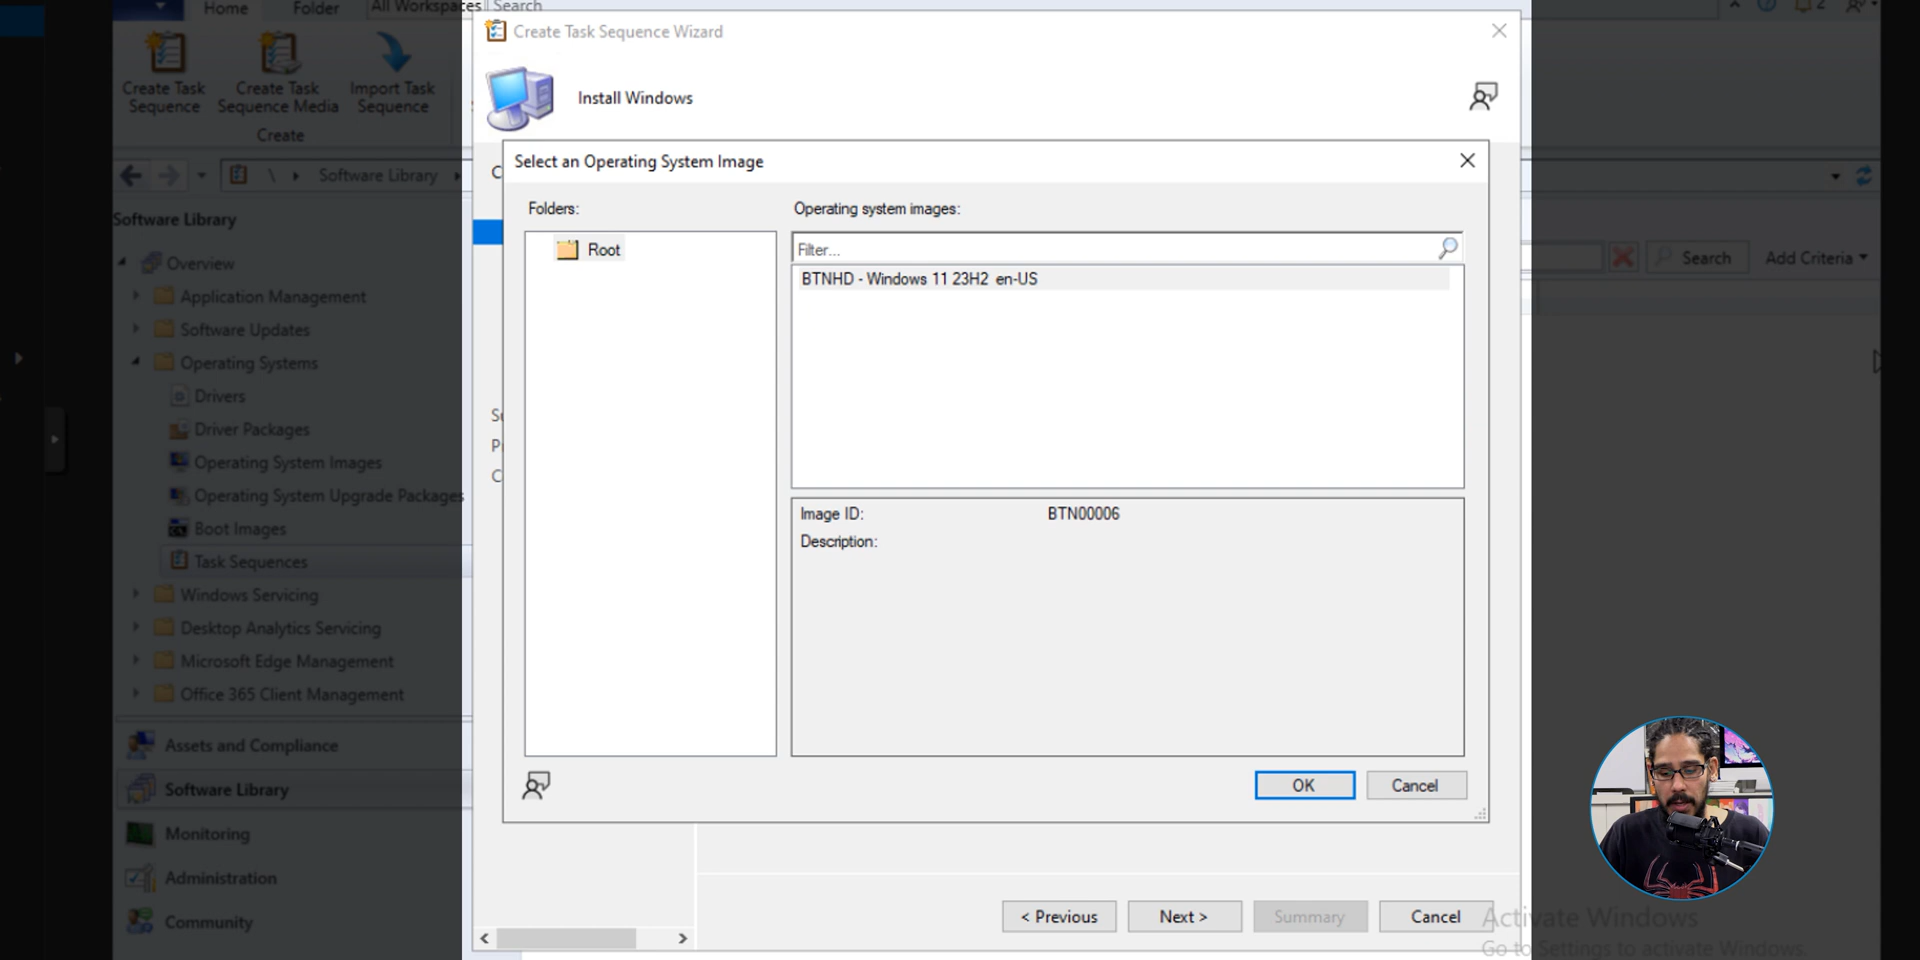 Home
Folder
All Workspaces
Search
2
Create Task Sequence Wizard
Create Task
Sequence
Create Task
Sequence Media
Import Task
Sequence
Create
Install Windows
\
Software Library
Select an Operating System Image
Folders:
Operating system images:
Root
Filter...
BTNHD - Windows 11 23H2 en-US
Search
Add Criteria
Software Library
Overview
Application Management
Software Updates
Operating Systems
Drivers
Driver Packages
Operating System Images
Operating System Upgrade Packages
Boot Images
Task Sequences
Windows Servicing
Desktop Analytics Servicing
Microsoft Edge Management
Office 365 Client Management
Image ID:
BTN00006
Description:
Assets and Compliance
Software Library
Monitoring
Administration
Community
OK
Cancel
< Previous
Next >
Summary
Cancel
Activate Windows
Go to Settings to activate Windows.